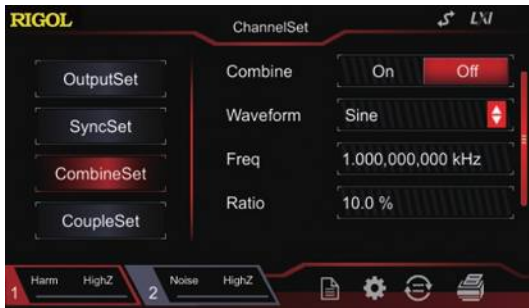 RIGOL
ChannelSet
LXI
OutputSet
SyncSet
CombineSet
CoupleSet
Combine On Off
Waveform Sine
Freq 1.000,000,000 kHz
Ratio 10.0 %
1 Harm HighZ
2 Noise HighZ